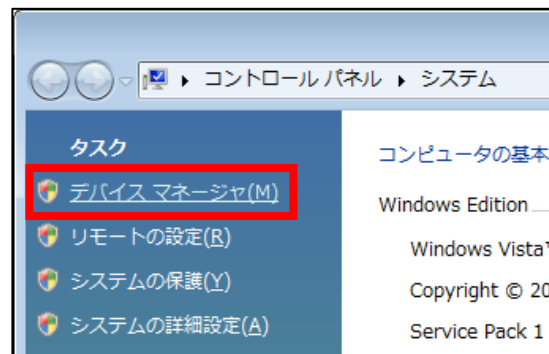 コントロール パネル ▸ システム
タスク
デバイス マネージャ(M)
リモートの設定(R)
システムの保護(Y)
システムの詳細設定(A)
コンピュータの基本
Windows Edition
Windows Vista
Copyright © 20
Service Pack 1